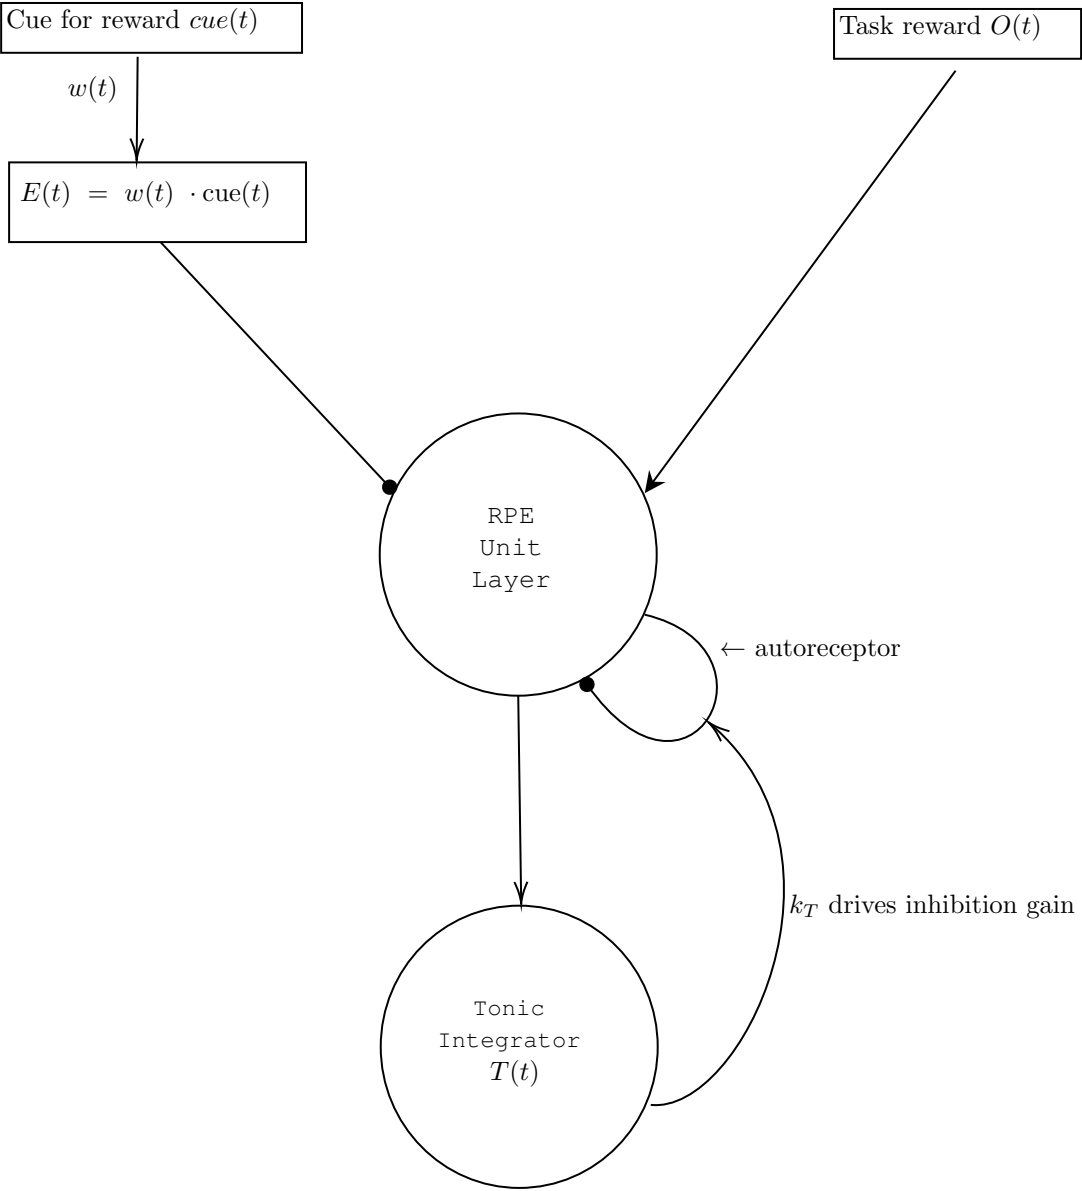 Cue for reward cue(t)
Task reward O(t)
w(t)
E(t) = w(t) · cue(t)
RPE
Unit
Layer
← autoreceptor
k_T drives inhibition gain
Tonic
Integrator
T(t)